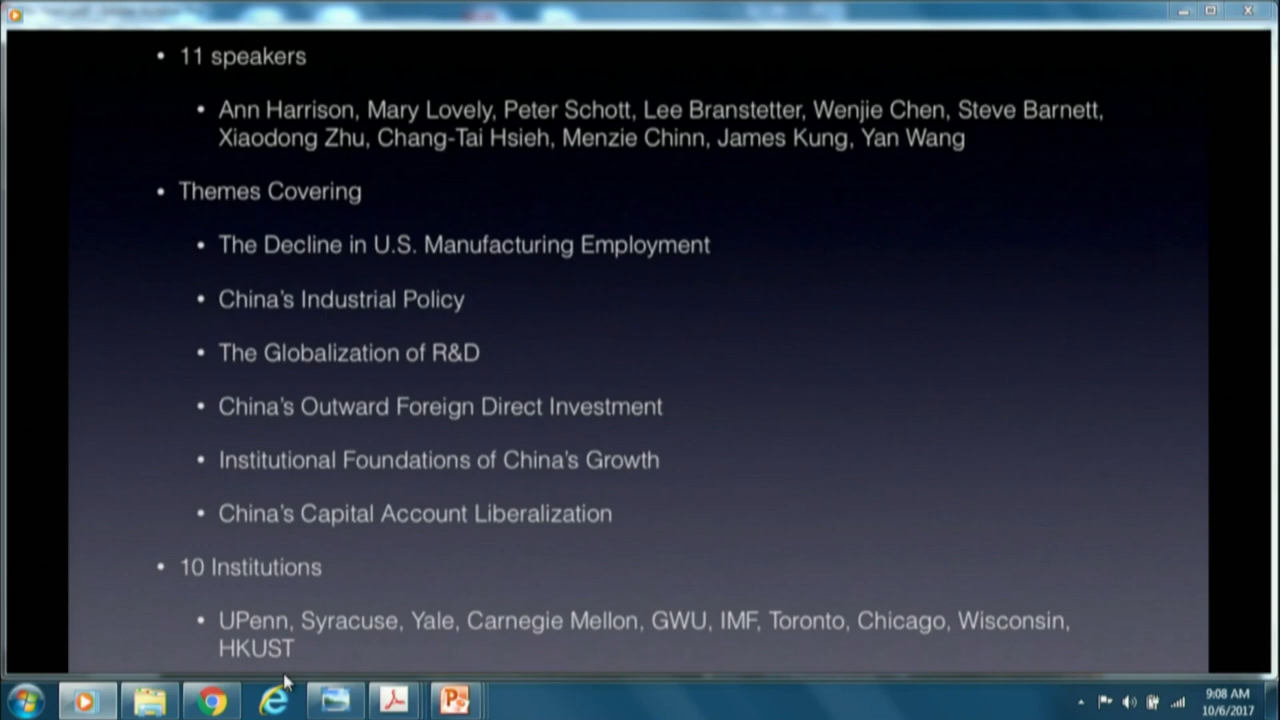 • 11 speakers
• Ann Harrison, Mary Lovely, Peter Schott, Lee Branstetter, Wenjie Chen, Steve Barnett,
Xiaodong Zhu, Chang-Tai Hsieh, Menzie Chinn, James Kung, Yan Wang
• Themes Covering
• The Decline in U.S. Manufacturing Employment
• China's Industrial Policy
• The Globalization of R&D
• China's Outward Foreign Direct Investment
• Institutional Foundations of China's Growth
• China's Capital Account Liberalization
• 10 Institutions
• UPenn, Syracuse, Yale, Carnegie Mellon, GWU, IMF, Toronto, Chicago, Wisconsin,
HKUST
9:08 AM
10/6/2017